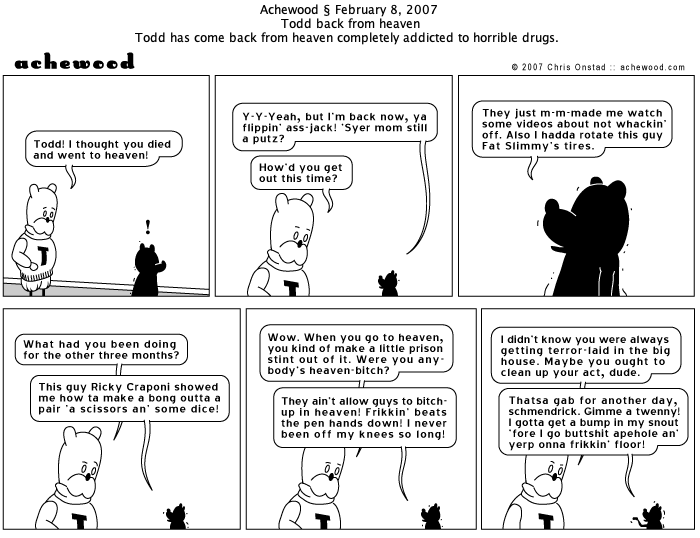 Achewood § February 8, 2007
Todd back from heaven
Todd has come back from heaven completely addicted to horrible drugs.
achewood
© 2007 Chris Onstad :: achewood.com
Todd! I thought you died
and went to heaven!
!
Y-Y-Yeah, but I'm back now, ya
flippin' ass-jack! 'Syer mom still
a putz?
How'd you get
out this time?
They just m-m-made me watch
some videos about not whackin'
off. Also I hadda rotate this guy
Fat Slimmy's tires.
What had you been doing
for the other three months?
This guy Ricky Craponi showed
me how ta make a bong outta a
pair 'a scissors an' some dice!
Wow. When you go to heaven,
you kind of make a little prison
stint out of it. Were you any-
body's heaven-bitch?
They ain't allow guys to bitch-
up in heaven! Frikkin' beats
the pen hands down! I never
been off my knees so long!
I didn't know you were always
getting terror-laid in the big
house. Maybe you ought to
clean up your act, dude.
Thatsa gab for another day,
schmendrick. Gimme a twenny!
I gotta get a bump in my snout
'fore I go buttshit apehole an'
yerp onna frikkin' floor!
T
T
T
T
T